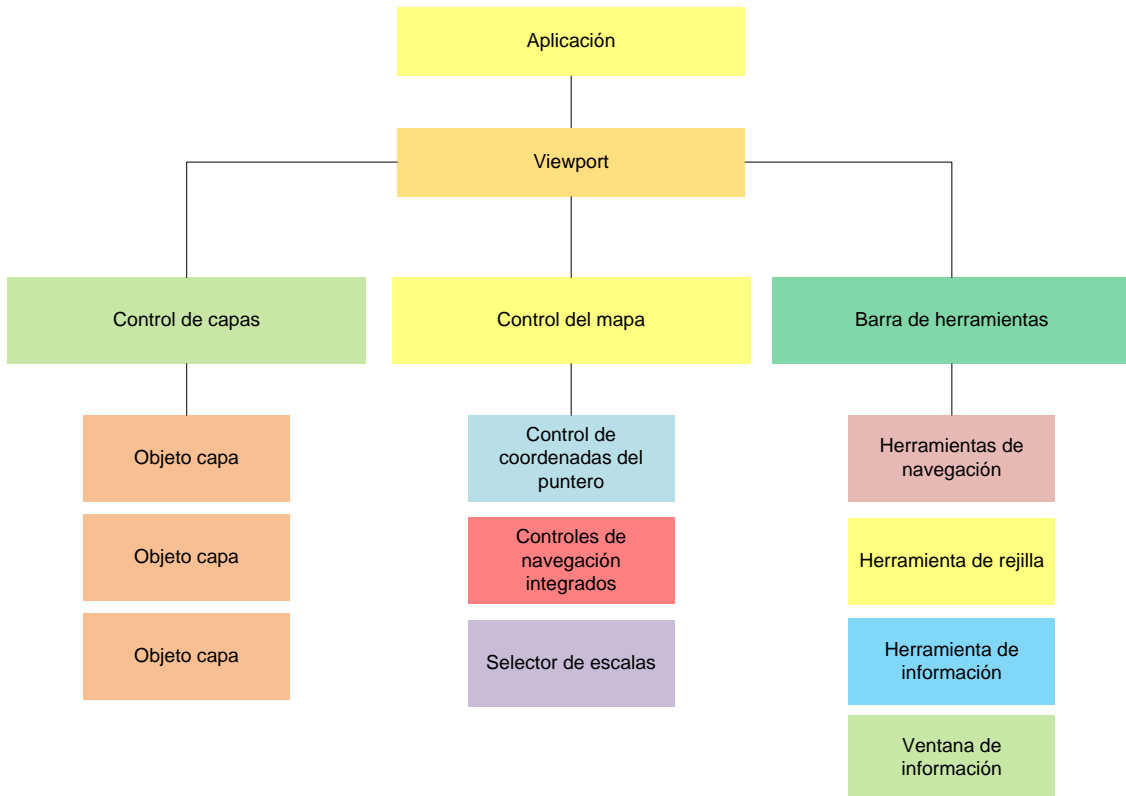 Aplicación
Viewport
Control de capas
Control del mapa
Barra de herramientas
Objeto capa
Objeto capa
Objeto capa
Control de
coordenadas del
puntero
Controles de
navegación
integrados
Selector de escalas
Herramientas de
navegación
Herramienta de rejilla
Herramienta de
información
Ventana de
información